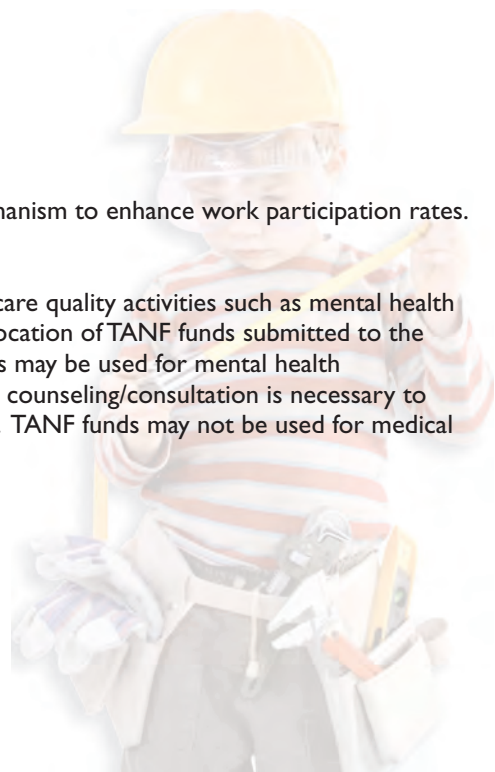 hanism to enhance work participation rates.
care quality activities such as mental health
location of TANF funds submitted to the
s may be used for mental health
counseling/consultation is necessary to
TANF funds may not be used for medical